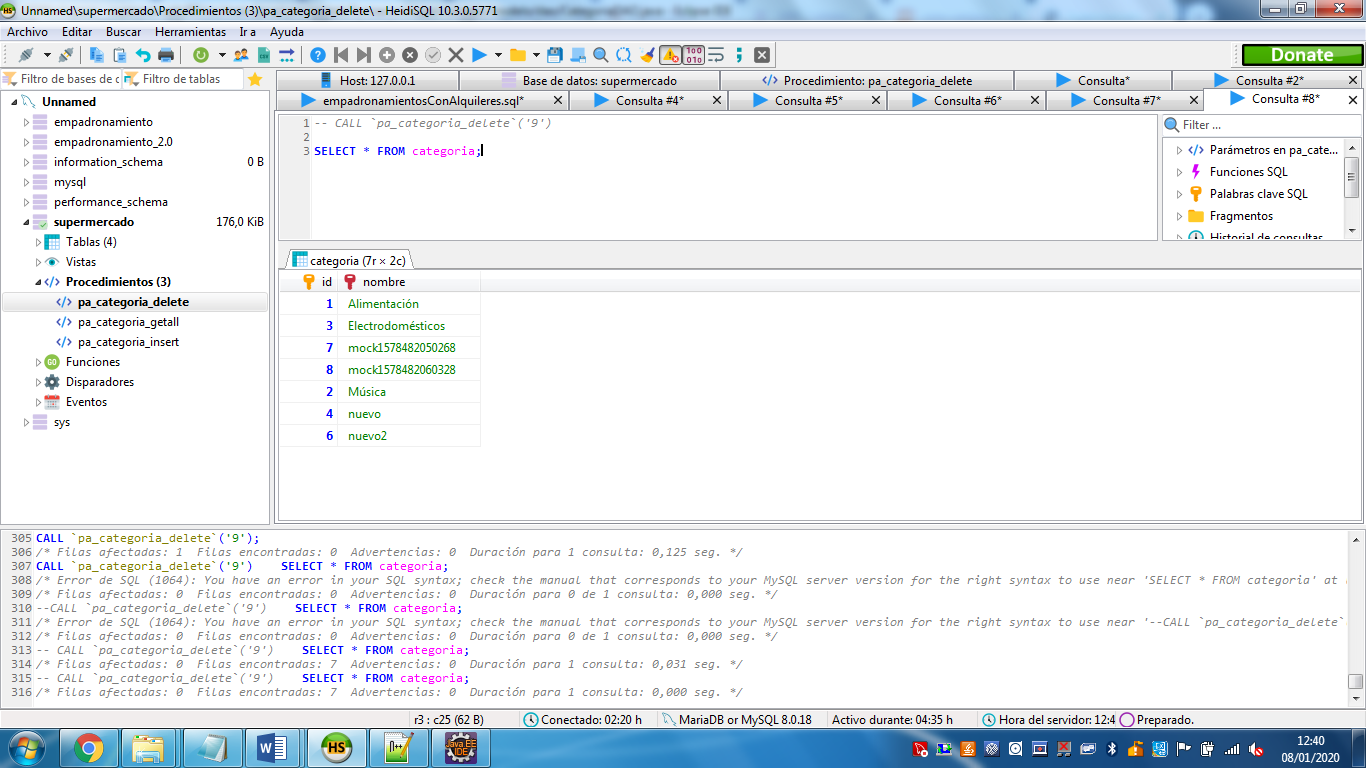 Unnamed\supermercado\Procedimientos (3)\pa_categoria_delete\ - HeidiSQL 10.3.0.5771
Archivo Editar Buscar Herramientas Ir a Ayuda
Donate
Filtro de bases de d Filtro de tablas
Host: 127.0.0.1 Base de datos: supermercado Procedimiento: pa_categoria_delete Consulta* Consulta #2*
empadronamientosConAlquileres.sql* Consulta #4* Consulta #5* Consulta #6* Consulta #7* Consulta #8*
Unnamed
empadronamiento
empadronamiento_2.0
information_schema 0 B
mysql
performance_schema
supermercado 176,0 KiB
Tablas (4)
Vistas
Procedimientos (3)
pa_categoria_delete
pa_categoria_getall
pa_categoria_insert
Funciones
Disparadores
Eventos
sys
1 -- CALL `pa_categoria_delete`('9')
2
3 SELECT * FROM categoria;
Filter ...
Parámetros en pa_cate...
Funciones SQL
Palabras clave SQL
Fragmentos
Historial de consultas
categoria (7r × 2c)
id nombre
1 Alimentación
3 Electrodomésticos
7 mock1578482050268
8 mock1578482060328
2 Música
4 nuevo
6 nuevo2
305 CALL `pa_categoria_delete`('9');
306 /* Filas afectadas: 1 Filas encontradas: 0 Advertencias: 0 Duración para 1 consulta: 0,125 seg. */
307 CALL `pa_categoria_delete`('9') SELECT * FROM categoria;
308 /* Error de SQL (1064): You have an error in your SQL syntax; check the manual that corresponds to your MySQL server version for the right syntax to use near 'SELECT * FROM categoria' at
309 /* Filas afectadas: 0 Filas encontradas: 0 Advertencias: 0 Duración para 0 de 1 consulta: 0,000 seg. */
310 --CALL `pa_categoria_delete`('9') SELECT * FROM categoria;
311 /* Error de SQL (1064): You have an error in your SQL syntax; check the manual that corresponds to your MySQL server version for the right syntax to use near '--CALL `pa_categoria_delete`
312 /* Filas afectadas: 0 Filas encontradas: 0 Advertencias: 0 Duración para 0 de 1 consulta: 0,000 seg. */
313 -- CALL `pa_categoria_delete`('9') SELECT * FROM categoria;
314 /* Filas afectadas: 0 Filas encontradas: 7 Advertencias: 0 Duración para 1 consulta: 0,031 seg. */
315 -- CALL `pa_categoria_delete`('9') SELECT * FROM categoria;
316 /* Filas afectadas: 0 Filas encontradas: 7 Advertencias: 0 Duración para 1 consulta: 0,000 seg. */
r3 : c25 (62 B) Conectado: 02:20 h MariaDB or MySQL 8.0.18 Activo durante: 04:35 h Hora del servidor: 12:4 Preparado.
12:40
08/01/2020